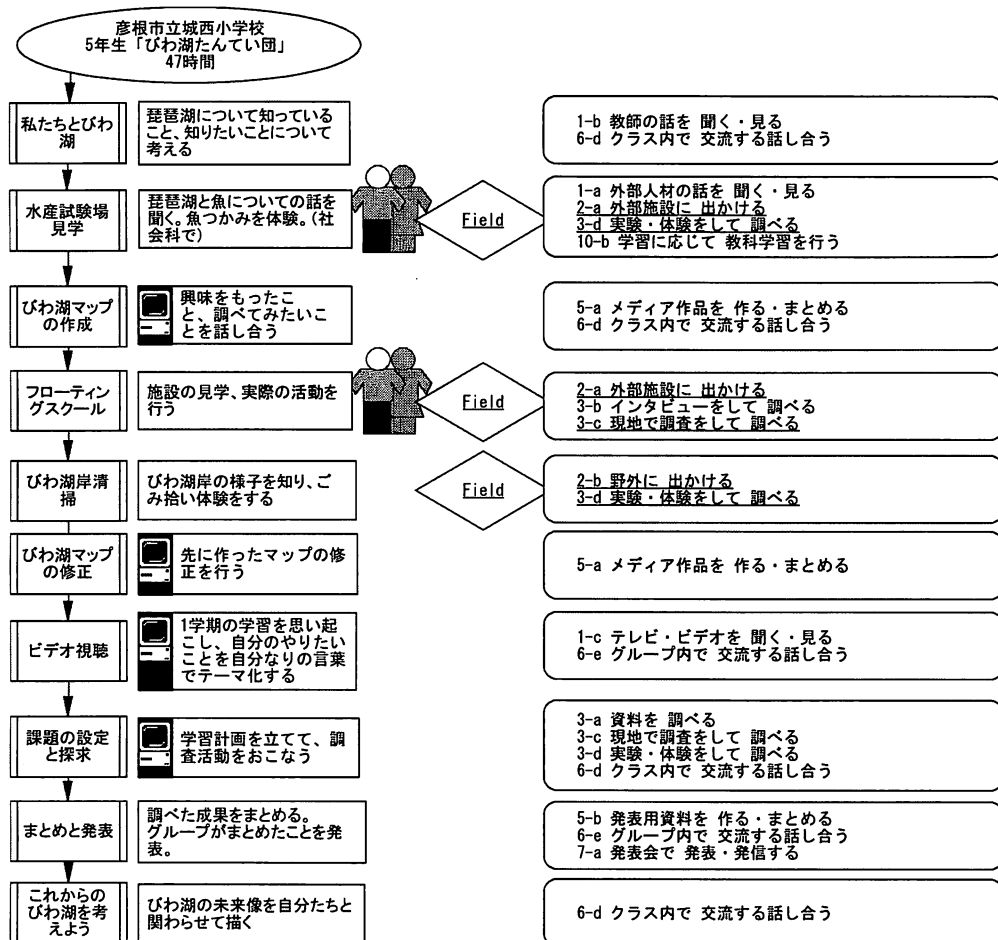 彦根市立城西小学校
5年生「びわ湖たんてい団」
47時間
私たちとびわ
湖
琵琶湖について知っている
こと、知りたいことについて
考える
1-b 教師の話を 聞く・見る
6-d クラス内で 交流する話し合う
水産試験場
見学
琵琶湖と魚についての話を
聞く。魚つかみを体験。(社
会科で)
Field
1-a 外部人材の話を 聞く・見る
2-a 外部施設に 出かける
3-d 実験・体験をして 調べる
10-b 学習に応じて 教科学習を行う
びわ湖マップ
の作成
興味をもったこ
と、調べてみたいこ
とを話し合う
5-a メディア作品を 作る・まとめる
6-d クラス内で 交流する話し合う
フローティン
グスクール
施設の見学、実際の活動を
行う
Field
2-a 外部施設に 出かける
3-b インタビューをして 調べる
3-c 現地で調査をして 調べる
びわ湖岸清
掃
びわ湖岸の様子を知り、ご
み拾い体験をする
Field
2-b 野外に 出かける
3-d 実験・体験をして 調べる
びわ湖マップ
の修正
先に作ったマップの修
正を行う
5-a メディア作品を 作る・まとめる
ビデオ視聴
1学期の学習を思い起
こし、自分のやりたい
ことを自分なりの言葉
でテーマ化する
1-c テレビ・ビデオを 聞く・見る
6-e グループ内で 交流する話し合う
課題の設定
と探求
学習計画を立てて、調
査活動をおこなう
3-a 資料を 調べる
3-c 現地で調査をして 調べる
3-d 実験・体験をして 調べる
6-d クラス内で 交流する話し合う
まとめと発表
調べた成果をまとめる。
グループがまとめたことを発
表。
5-b 発表用資料を 作る・まとめる
6-e グループ内で 交流する話し合う
7-a 発表会で 発表・発信する
これからの
びわ湖を考
えよう
びわ湖の未来像を自分たちと
関わらせて描く
6-d クラス内で 交流する話し合う